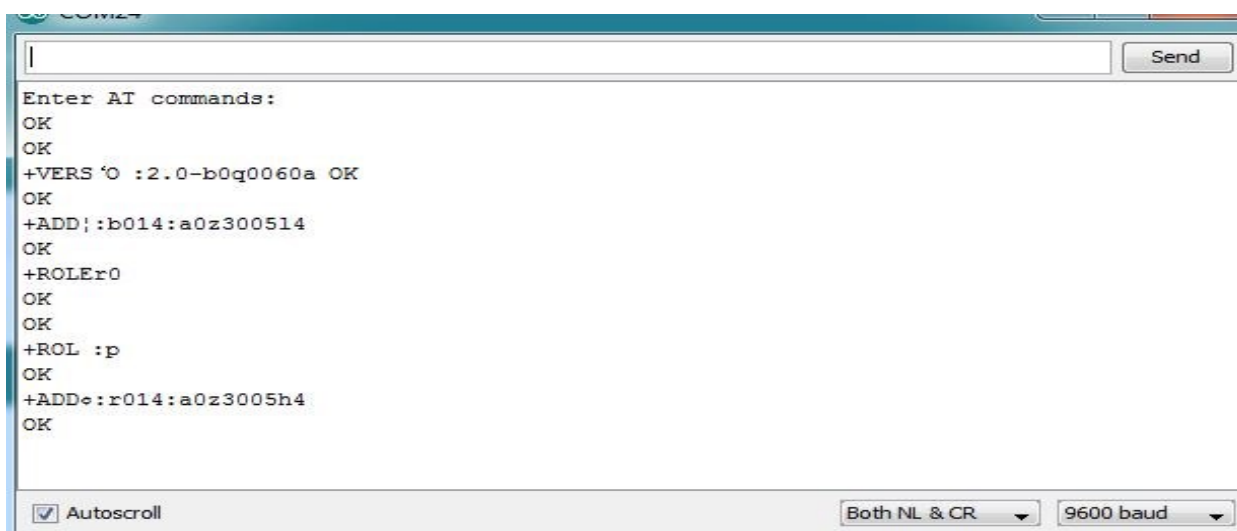 COM24
Send
Enter AT commands:
OK
OK
+VERS‘O :2.0-b0q0060a OK
OK
+ADD¦:b014:a0z300514
OK
+ROLEr0
OK
OK
+ROL :p
OK
+ADD¢:r014:a0z3005h4
OK
Autoscroll
Both NL & CR
9600 baud